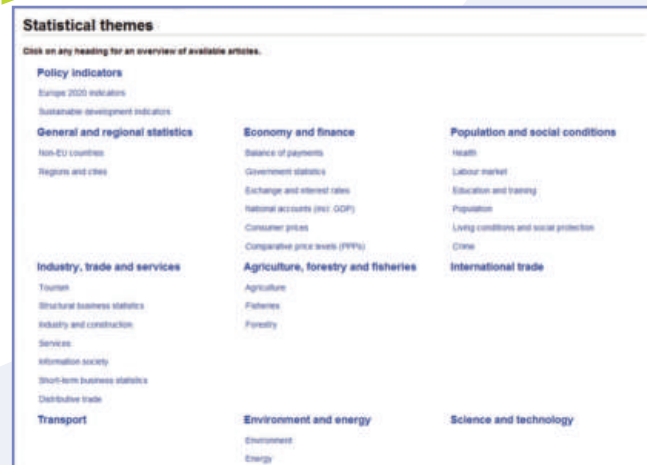 Statistical themes
Click on any heading for an overview of available articles.
Policy indicators
Europe 2020 indicators
Sustainable development indicators
General and regional statistics
Non-EU countries
Regions and cities
Economy and finance
Balance of payments
Government statistics
Exchange and interest rates
National accounts (incl. GDP)
Consumer prices
Comparative price levels (PPPs)
Population and social conditions
Health
Labour market
Education and training
Population
Living conditions and social protection
Crime
Industry, trade and services
Tourism
Structural business statistics
Industry and construction
Services
Information society
Short-term business statistics
Distributive trade
Agriculture, forestry and fisheries
Agriculture
Fisheries
Forestry
International trade
Transport
Environment and energy
Environment
Energy
Science and technology